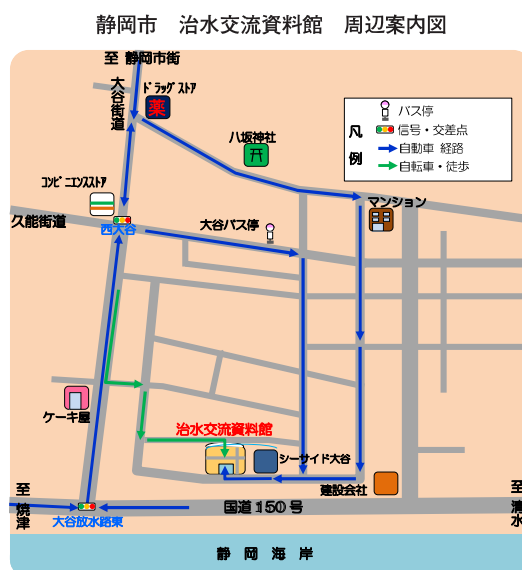 静岡市　治水交流資料館　周辺案内図
至　静岡市街
大谷街道
ﾄﾞﾗｯｸﾞｽﾄｱ
薬
バス停
凡例
信号・交差点
自動車 経路
自転車・徒歩
八坂神社
ｺﾝﾋﾞﾆｴﾝｽｽﾄｱ
マンション
久能街道
西大谷
大谷バス停
ケーキ屋
治水交流資料館
シーサイド大谷
建設会社
至 焼津
国道１５０号
至 清水
大谷放水路東
静　岡　海　岸